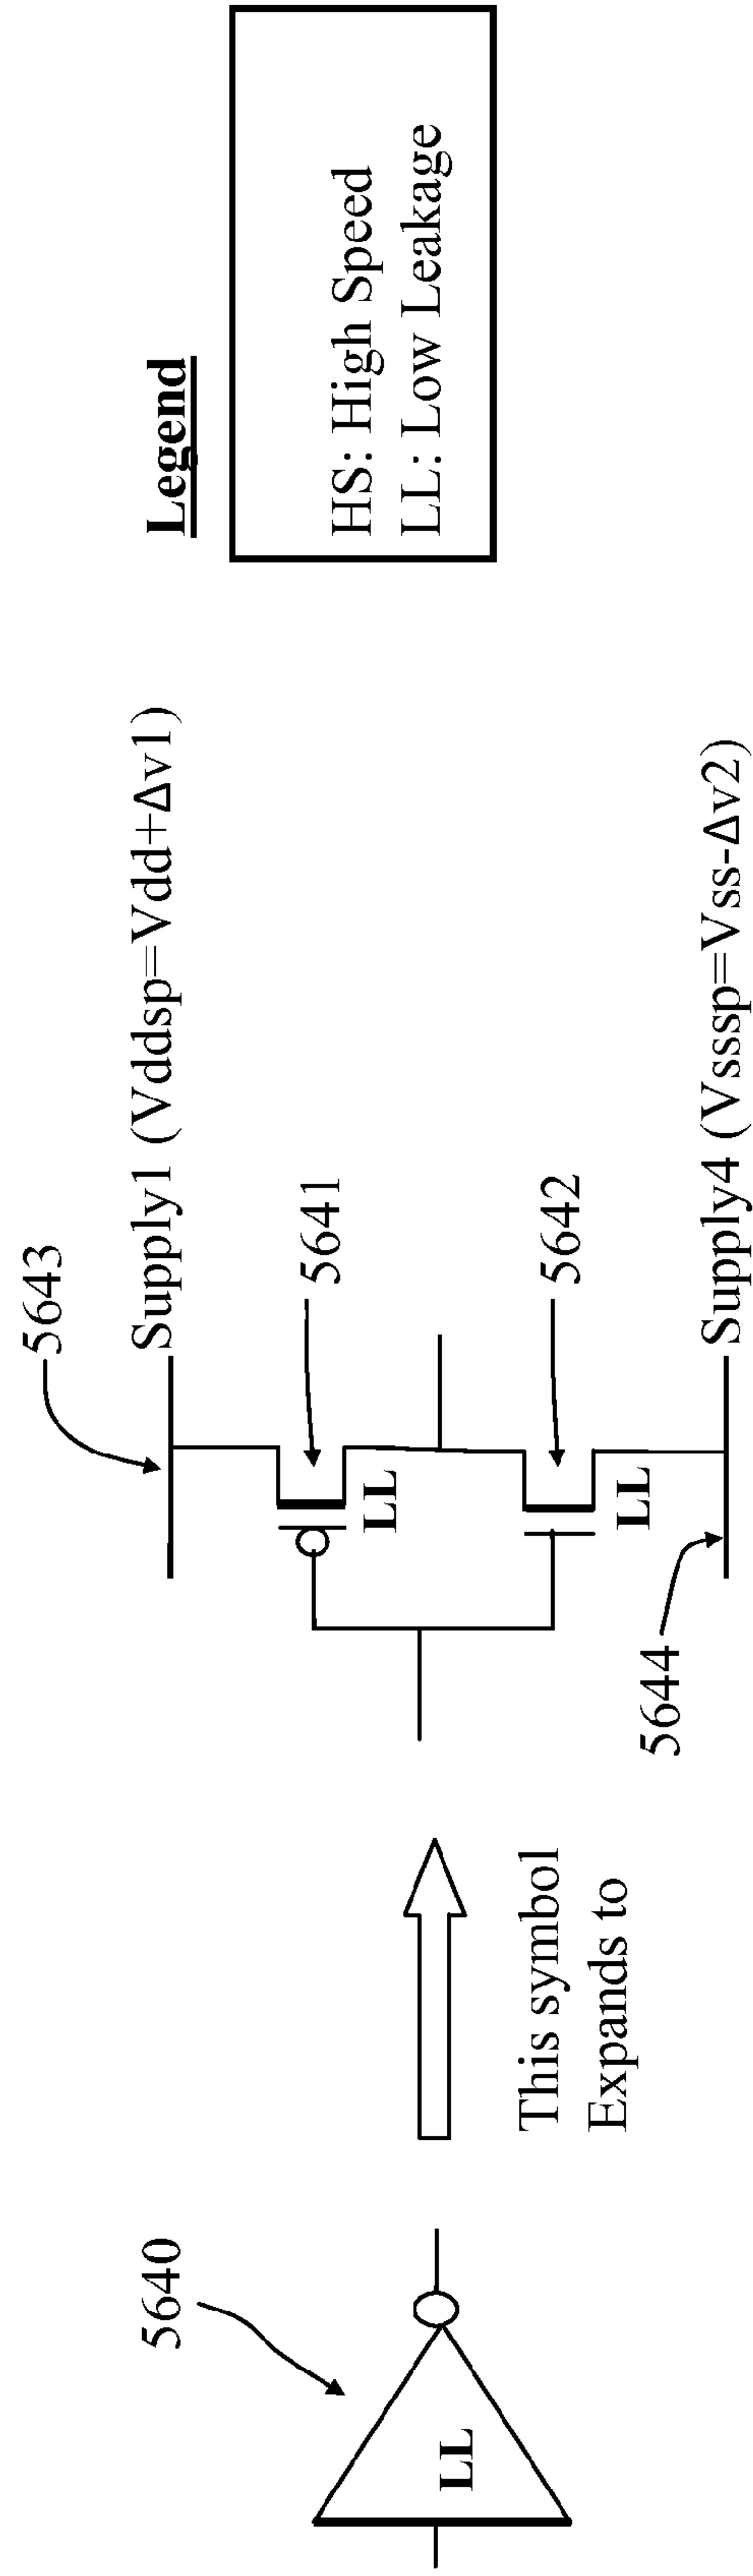 5640
LL
This symbol
Expands to
5643
Supply1 (Vddsp=Vdd+Δv1)
5641
LL
5642
LL
5644
Supply4 (Vsssp=Vss-Δv2)
Legend
HS: High Speed
LL: Low Leakage